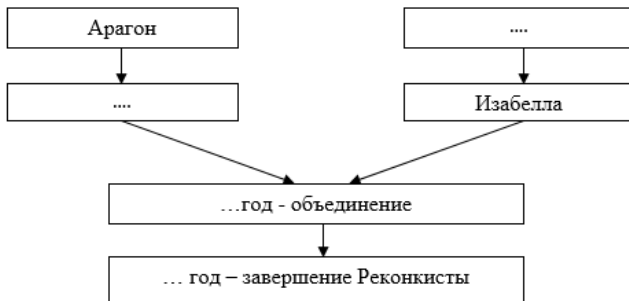 Арагон
....
....
Изабелла
…год - объединение
… год – завершение Реконкисты